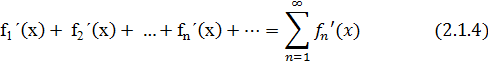 f₁´(x) + f₂´(x) + … + fₙ´(x) + ⋯ = ∑_{n=1}^{∞} fₙ′(x) (2.1.4)